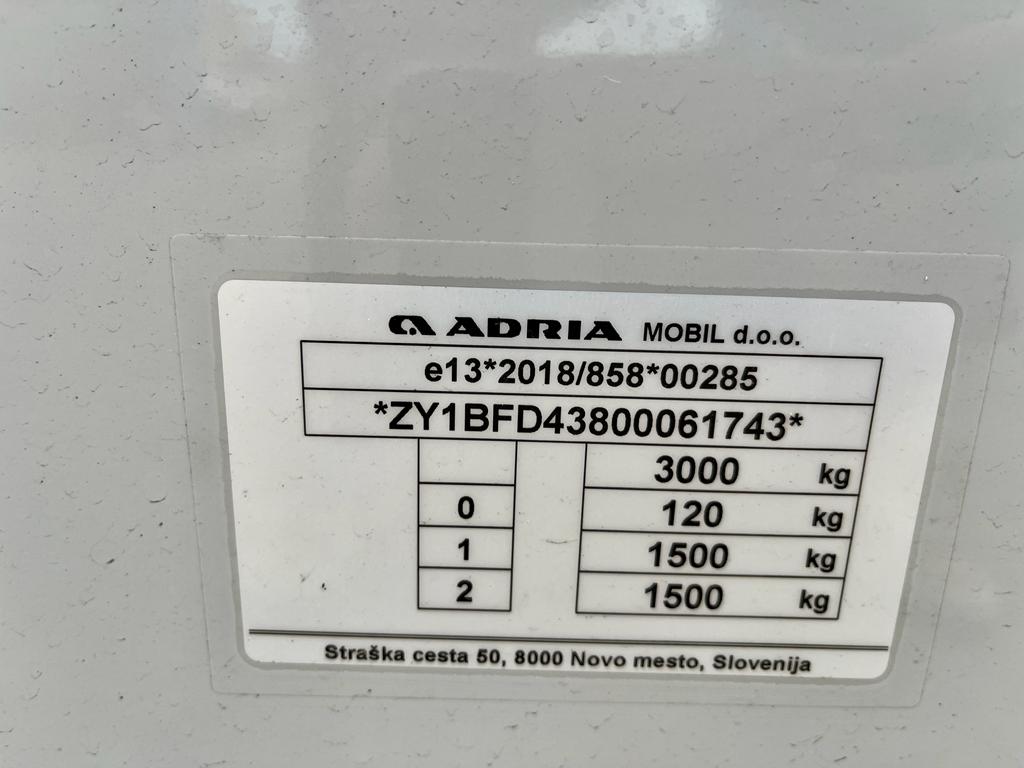 ADRIA MOBIL d.o.o.
e13*2018/858*00285
*ZY1BFD43800061743*
3000 kg
0 120 kg
1 1500 kg
2 1500 kg
Straška cesta 50, 8000 Novo mesto, Slovenija